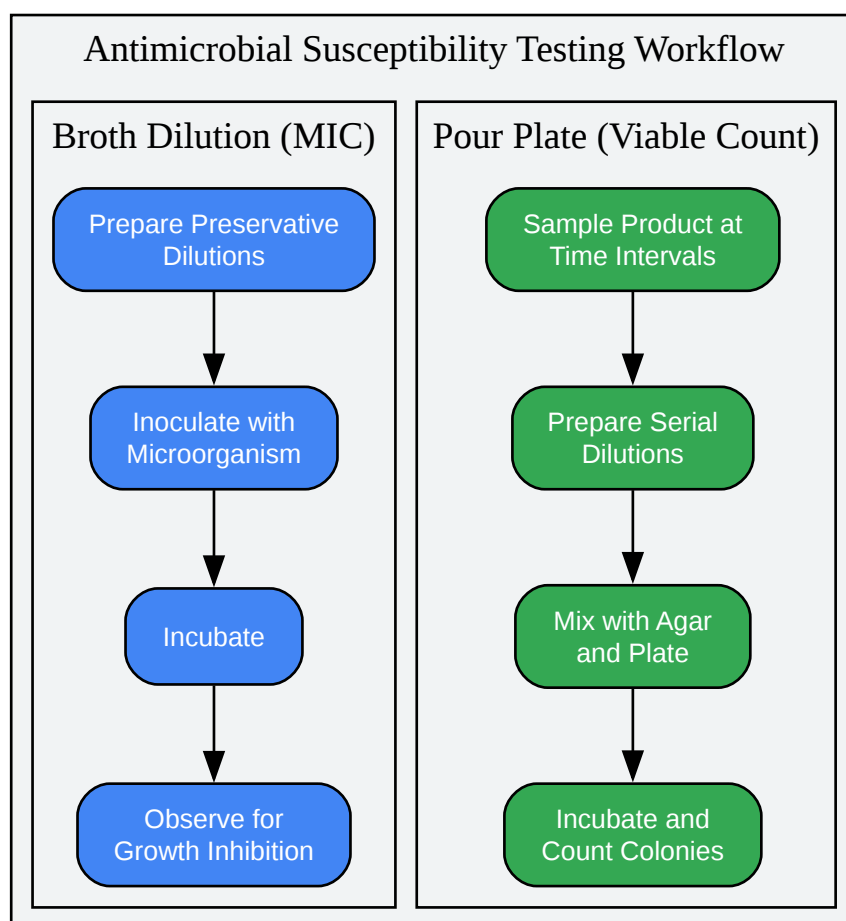 Antimicrobial Susceptibility Testing Workflow
Broth Dilution (MIC)
Prepare Preservative
Dilutions
Inoculate with
Microorganism
Incubate
Observe for
Growth Inhibition
Pour Plate (Viable Count)
Sample Product at
Time Intervals
Prepare Serial
Dilutions
Mix with Agar
and Plate
Incubate and
Count Colonies